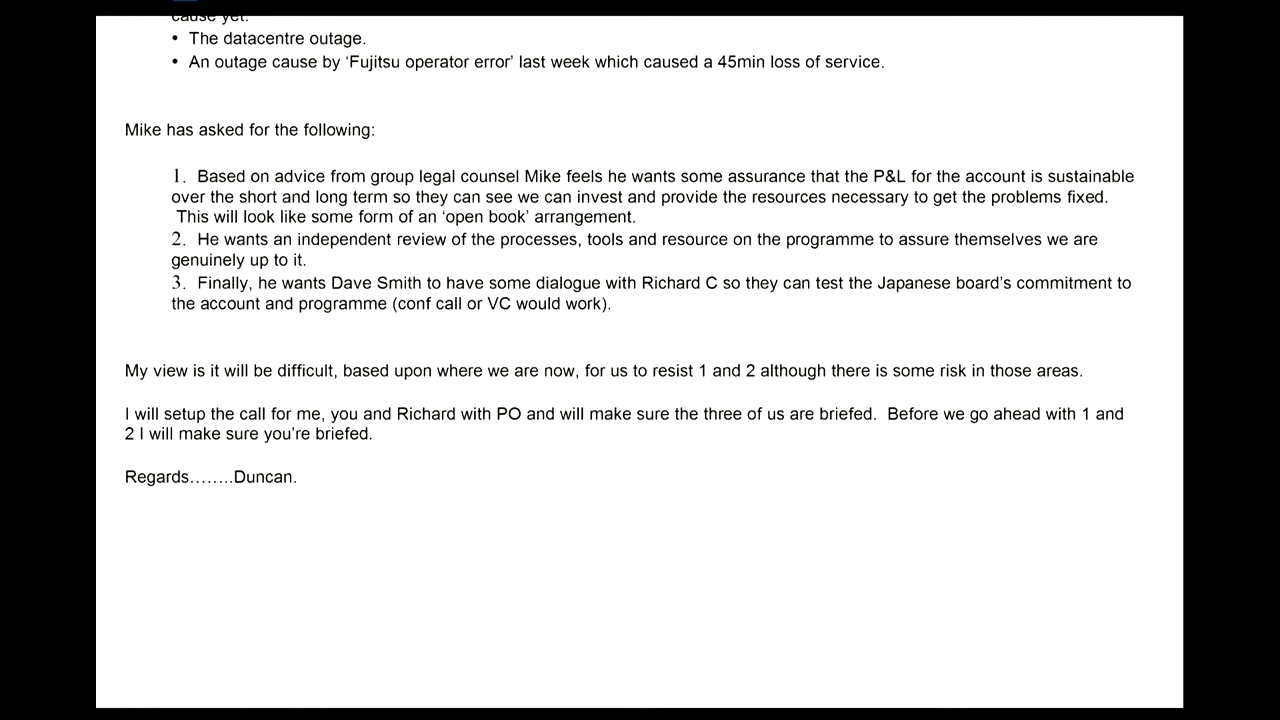 cause yet.
• The datacentre outage.
• An outage cause by ‘Fujitsu operator error’ last week which caused a 45min loss of service.
Mike has asked for the following:
1. Based on advice from group legal counsel Mike feels he wants some assurance that the P&L for the account is sustainable
over the short and long term so they can see we can invest and provide the resources necessary to get the problems fixed.
This will look like some form of an ‘open book’ arrangement.
2. He wants an independent review of the processes, tools and resource on the programme to assure themselves we are
genuinely up to it.
3. Finally, he wants Dave Smith to have some dialogue with Richard C so they can test the Japanese board’s commitment to
the account and programme (conf call or VC would work).
My view is it will be difficult, based upon where we are now, for us to resist 1 and 2 although there is some risk in those areas.
I will setup the call for me, you and Richard with PO and will make sure the three of us are briefed.  Before we go ahead with 1 and
2 I will make sure you’re briefed.
Regards……..Duncan.